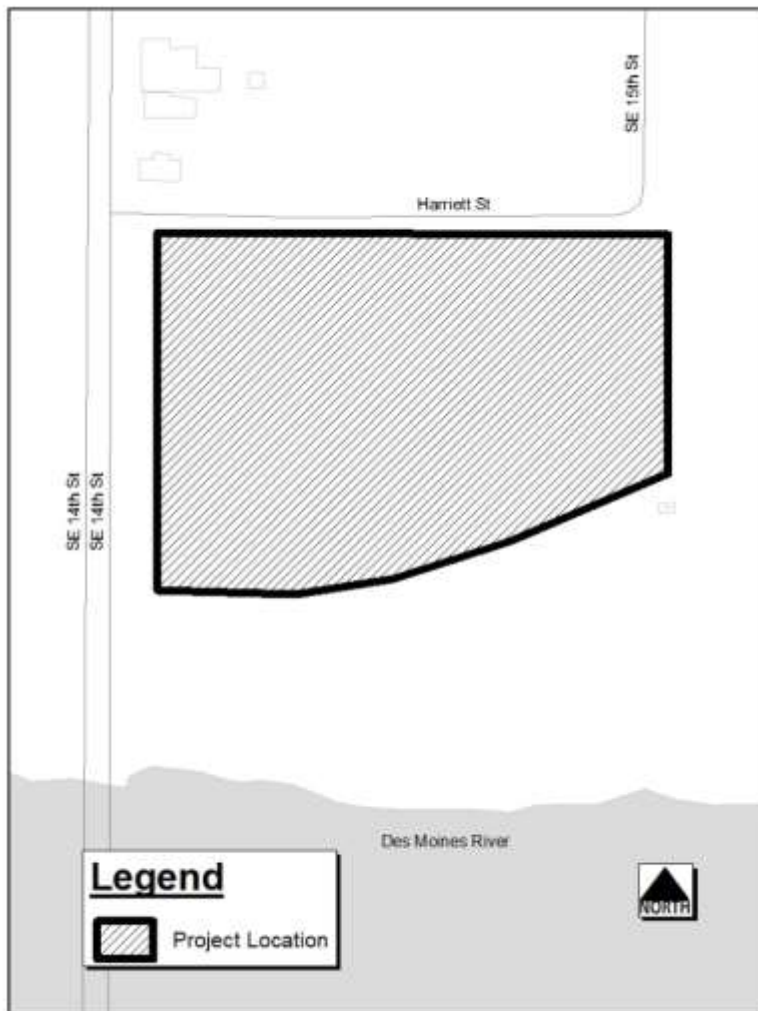 SE 15th St
Harriett St
SE 14th St
SE 14th St
Des Moines River
Legend
Project Location
NORTH